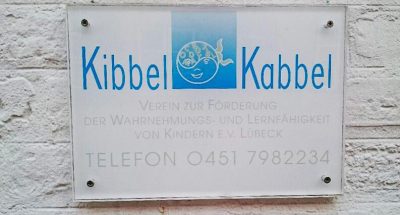 Kibbel Kabbel
Verein zur Förderung
der Wahrnehmungs- und Lernfähigkeit
von Kindern e.V. Lübeck
Telefon 0451 7982234